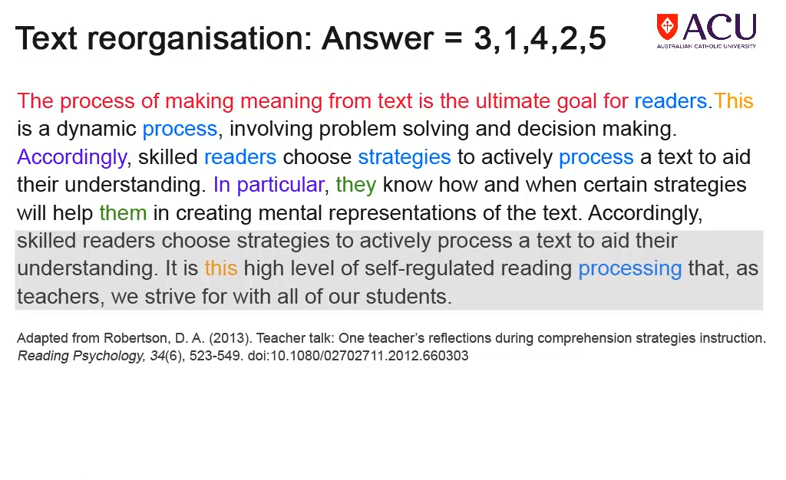 Text reorganisation: Answer = 3,1,4,2,5
ACU
AUSTRALIAN CATHOLIC UNIVERSITY
The process of making meaning from text is the ultimate goal for readers.This
is a dynamic process, involving problem solving and decision making.
Accordingly, skilled readers choose strategies to actively process a text to aid
their understanding. In particular, they know how and when certain strategies
will help them in creating mental representations of the text. Accordingly,
skilled readers choose strategies to actively process a text to aid their
understanding. It is this high level of self-regulated reading processing that, as
teachers, we strive for with all of our students.
Adapted from Robertson, D. A. (2013). Teacher talk: One teacher's reflections during comprehension strategies instruction.
Reading Psychology, 34(6), 523-549. doi:10.1080/02702711.2012.660303